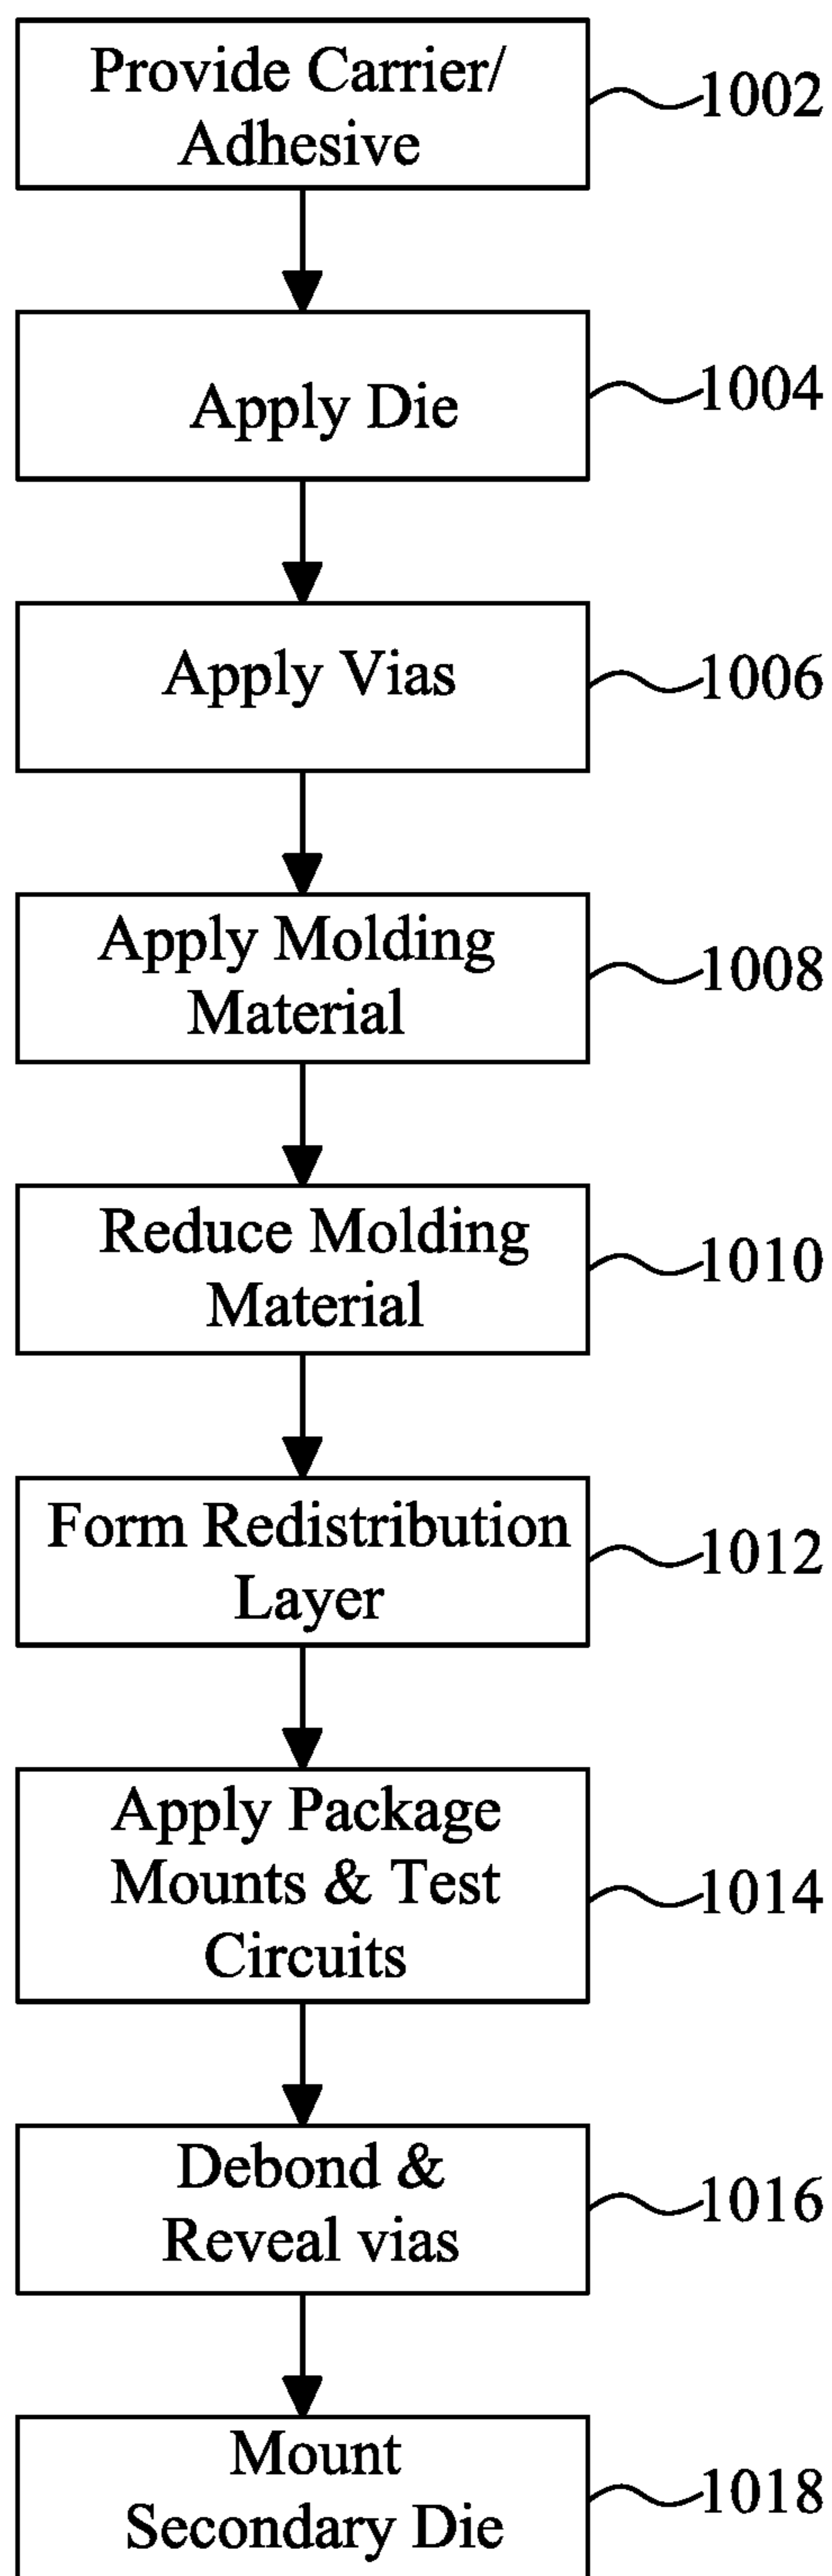 Provide Carrier/
Adhesive
1002
Apply Die
1004
Apply Vias
1006
Apply Molding
Material
1008
Reduce Molding
Material
1010
Form Redistribution
Layer
1012
Apply Package
Mounts & Test
Circuits
1014
Debond &
Reveal vias
1016
Mount
Secondary Die
1018